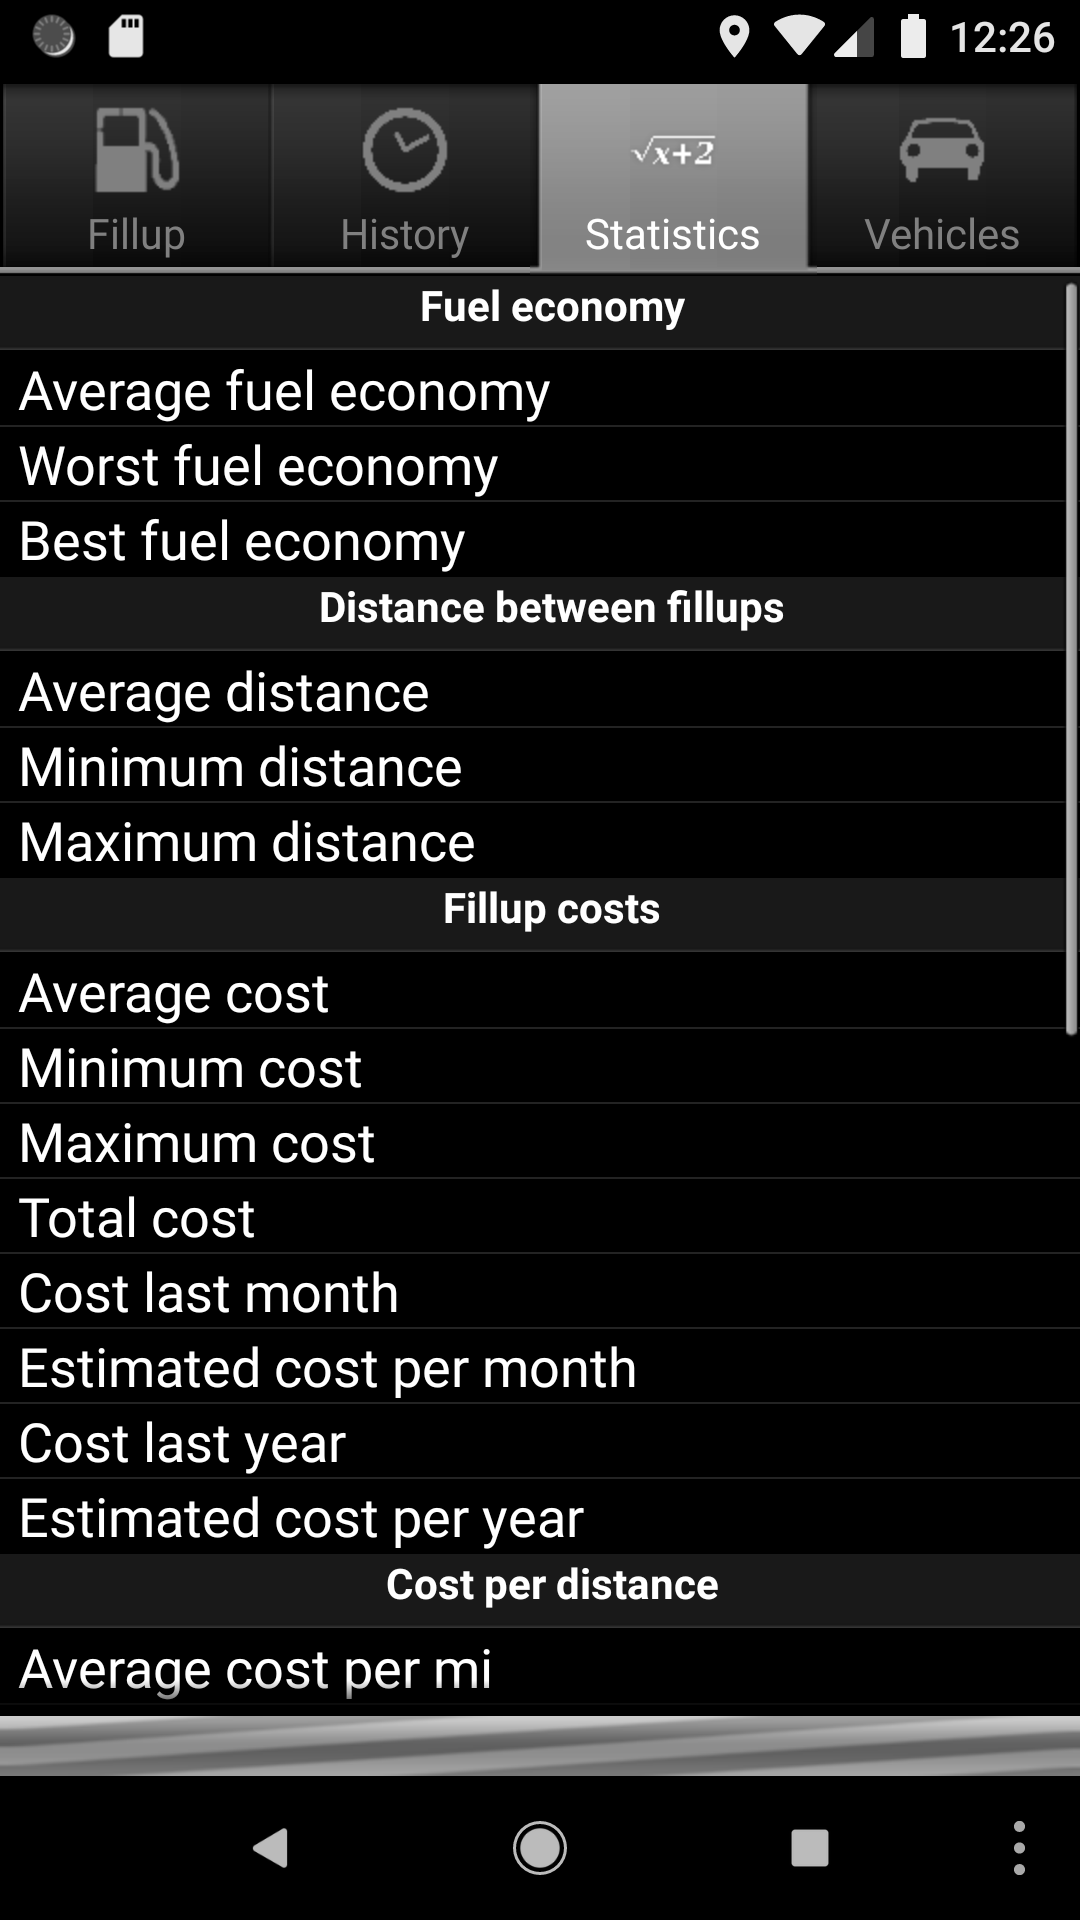 12:26
Fillup
History
√x+2
Statistics
Vehicles
Fuel economy
Average fuel economy
Worst fuel economy
Best fuel economy
Distance between fillups
Average distance
Minimum distance
Maximum distance
Fillup costs
Average cost
Minimum cost
Maximum cost
Total cost
Cost last month
Estimated cost per month
Cost last year
Estimated cost per year
Cost per distance
Average cost per mi